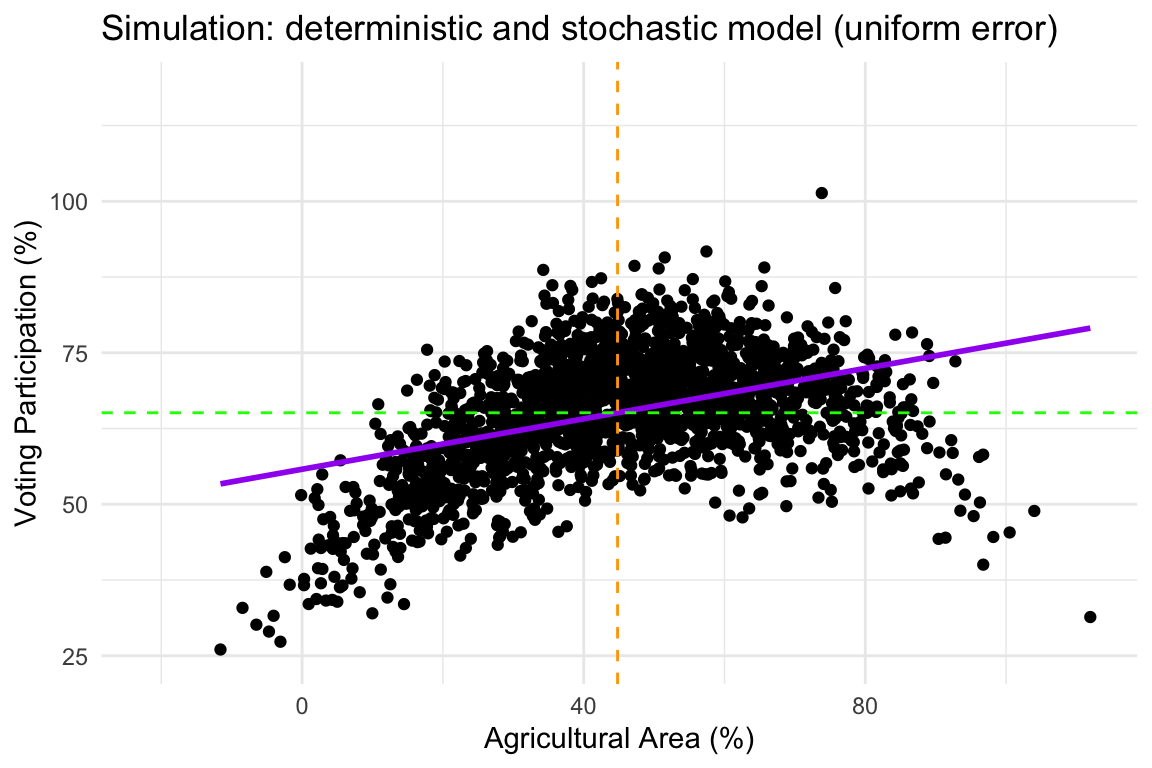 Simulation: deterministic and stochastic model (uniform error)
Voting Participation (%)
100
75
50
25
0
40
80
Agricultural Area (%)